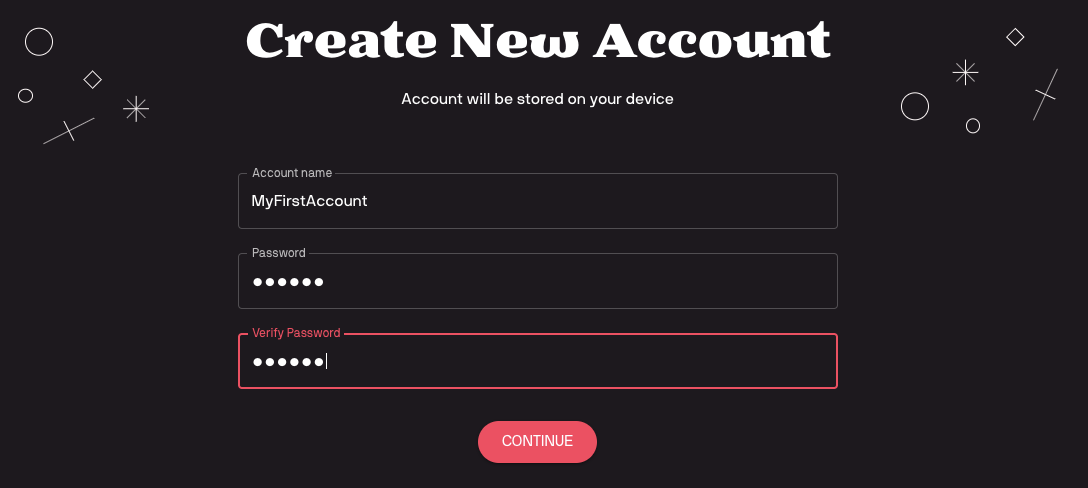 Create New Account
Account will be stored on your device
Account name
MyFirstAccount
Password
●●●●●●
Verify Password
●●●●●●
CONTINUE